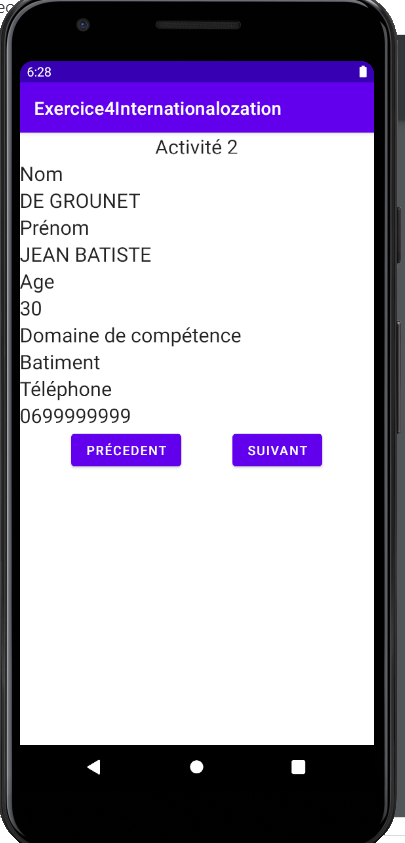 6:28
Exercice4Internationalozation
Activité 2
Nom
DE GROUNET
Prénom
JEAN BATISTE
Age
30
Domaine de compétence
Batiment
Téléphone
0699999999
PRÉCEDENT SUIVANT